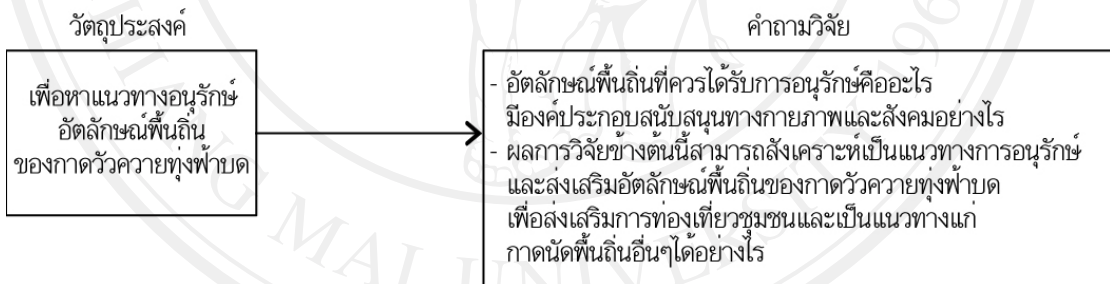 วัตถุประสงค์
เพื่อหาแนวทางอนุรักษ์
อัตลักษณ์พื้นถิ่น
ของกาดวัวควายทุ่งฟ้าบด
คำถามวิจัย
- อัตลักษณ์พื้นถิ่นที่ควรได้รับการอนุรักษ์คืออะไร
มีองค์ประกอบสนับสนุนทางกายภาพและสังคมอย่างไร
- ผลการวิจัยข้างต้นนี้สามารถสังเคราะห์เป็นแนวทางการอนุรักษ์
และส่งเสริมอัตลักษณ์พื้นถิ่นของกาดวัวควายทุ่งฟ้าบด
เพื่อส่งเสริมการท่องเที่ยวชุมชนและเป็นแนวทางแก่
กาดนัดพื้นถิ่นอื่นๆได้อย่างไร